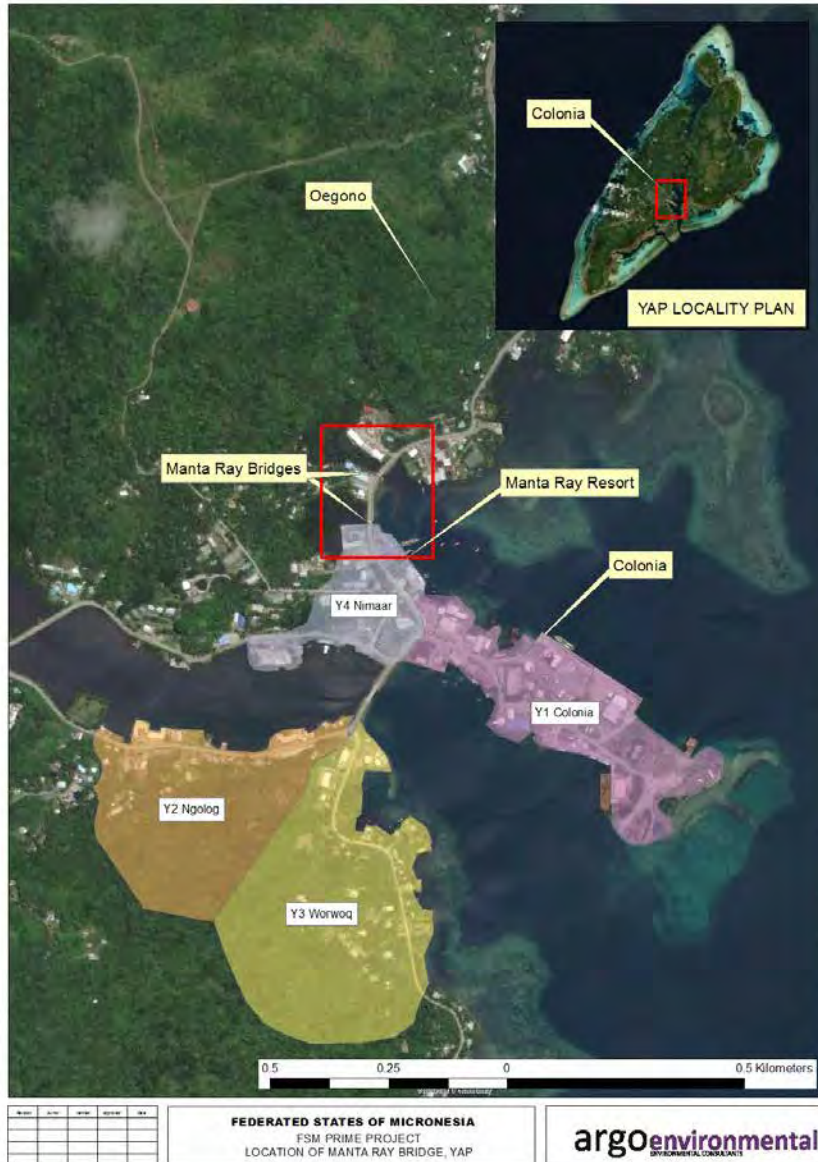 Colonia
Oegono
YAP LOCALITY PLAN
Manta Ray Bridges
Manta Ray Resort
Colonia
Y4 Nimaar
Y1 Colonia
Y2 Ngolog
Y3 Worwoq
0.5 0.25 0 0.5 Kilometers
FEDERATED STATES OF MICRONESIA
FSM PRIME PROJECT
LOCATION OF MANTA RAY BRIDGE, YAP
argoenvironmental
ENVIRONMENTAL CONSULTANTS